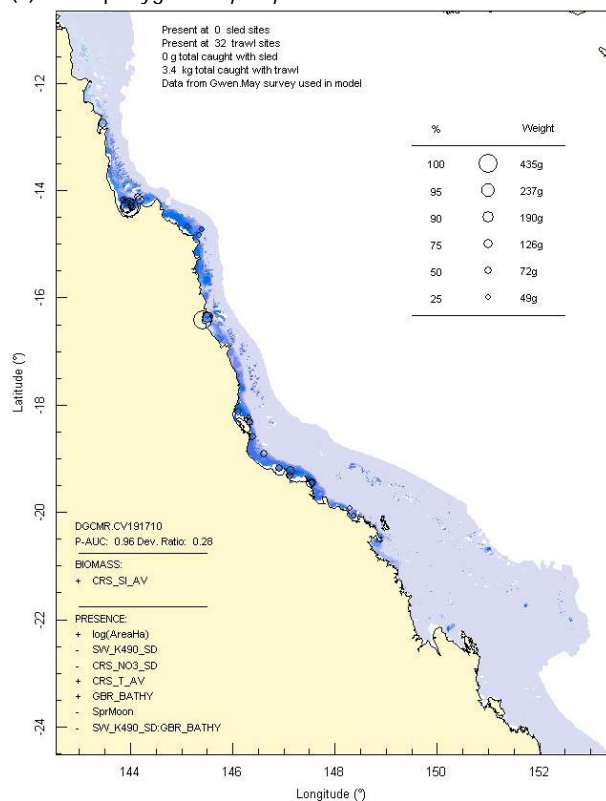 Present at 0 sled sites
Present at 32 trawl sites
0 g total caught with sled
3.4 kg total caught with trawl
Data from Gwen.May survey used in model
% Weight
100 435g
95 237g
90 190g
75 126g
50 72g
25 49g
-12
-14
-16
-18
-20
-22
-24
Latitude (°)
DGCMR.CV191710
P-AUC: 0.96 Dev. Ratio: 0.28
BIOMASS:
+ CRS_SI_AV
PRESENCE:
+ log(AreaHa)
- SW_K490_SD
- CRS_NO3_SD
+ CRS_T_AV
+ GBR_BATHY
- SprMoon
- SW_K490_SD:GBR_BATHY
144 146 148 150 152
Longitude (°)